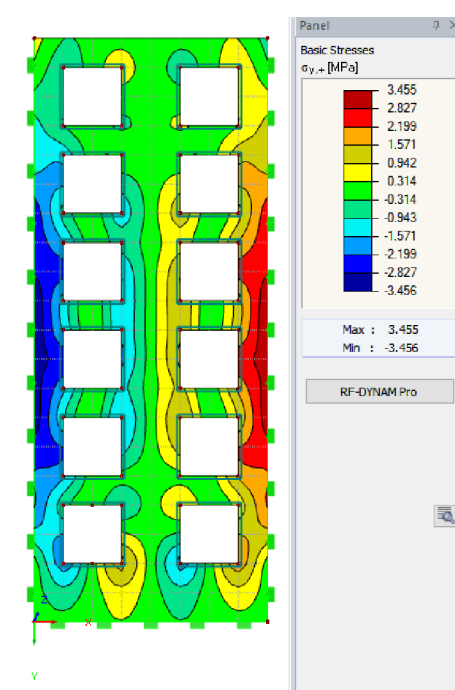 Panel
Basic Stresses
σy,+ [MPa]
3.455
2.827
2.199
1.571
0.942
0.314
-0.314
-0.943
-1.571
-2.199
-2.827
-3.456
Max : 3.455
Min : -3.456
RF-DYNAM Pro
Z
X
Y